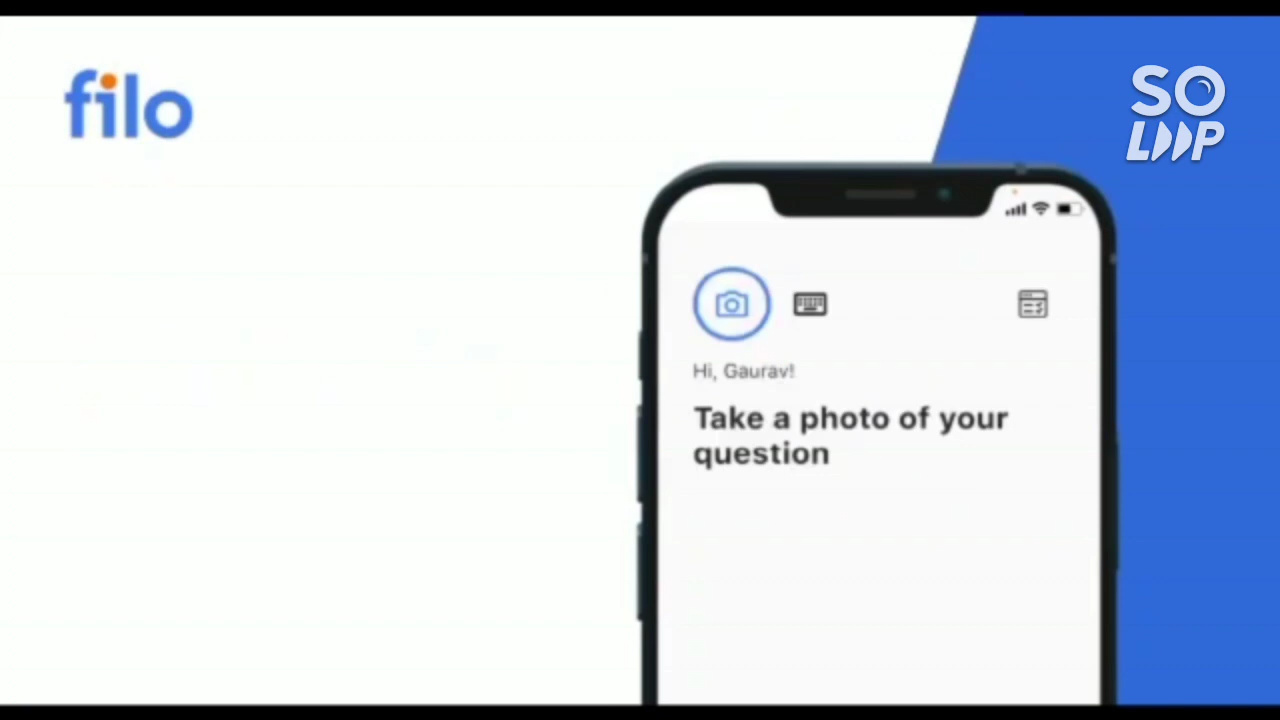 filo
SO
LOOP
Hi, Gaurav!
Take a photo of your
question